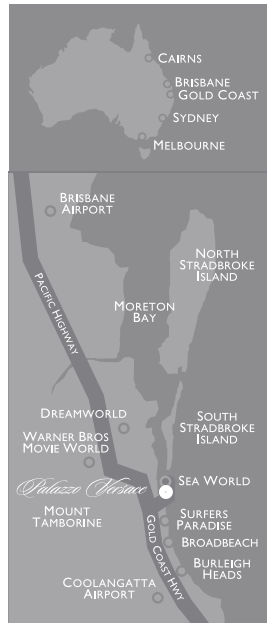 CAIRNS
BRISBANE
GOLD COAST
SYDNEY
MELBOURNE
BRISBANE
AIRPORT
NORTH
STRADBROKE
ISLAND
PACIFIC HIGHWAY
MORETON
BAY
DREAMWORLD
SOUTH
STRADBROKE
ISLAND
WARNER BROS
MOVIE WORLD
SEA WORLD
Palazzo Versace
MOUNT
TAMBORINE
SURFERS
PARADISE
GOLD COAST HWY
BROADBEACH
BURLEIGH
HEADS
COOLANGATTA
AIRPORT